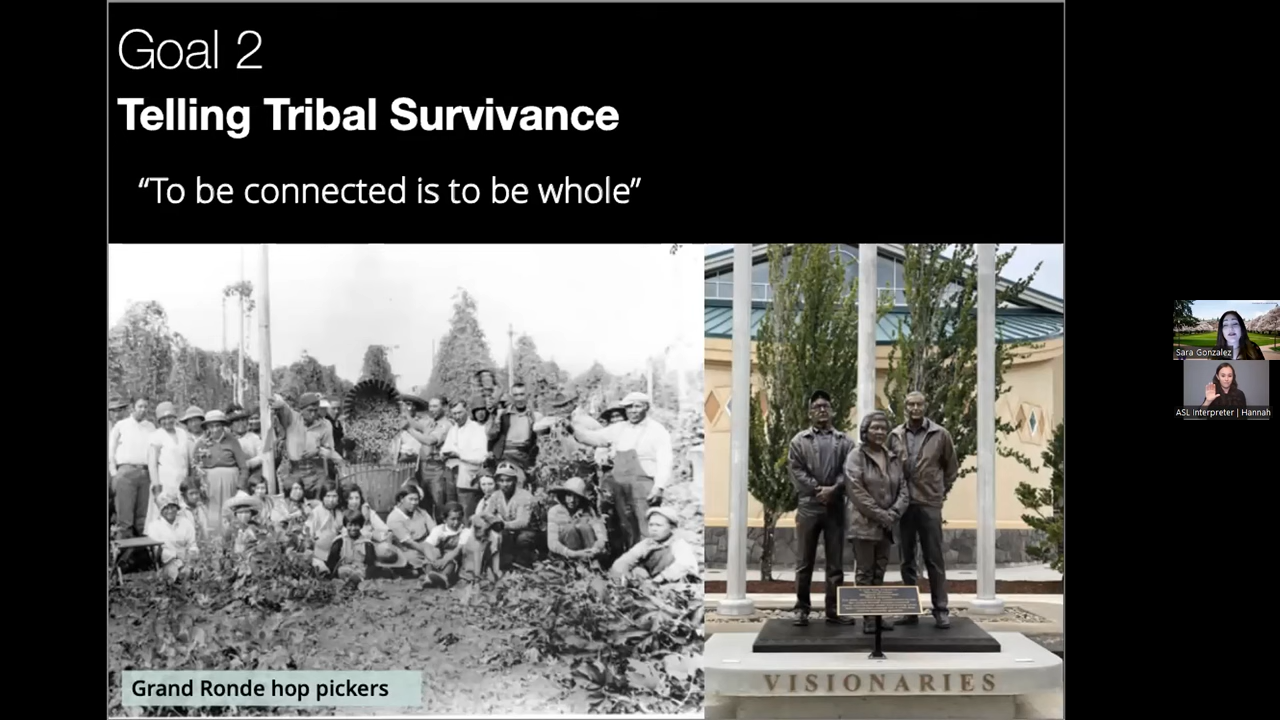 Goal 2
Telling Tribal Survivance
“To be connected is to be whole”
Grand Ronde hop pickers
VISIONARIES
Sara Gonzalez
ASL Interpreter | Hannah